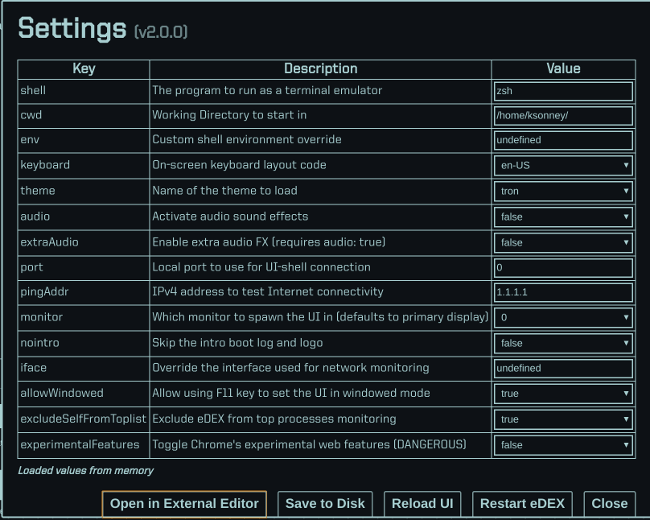 Settings (v2.0.0)
Key Description Value
shell The program to run as a terminal emulator zsh
cwd Working Directory to start in /home/ksonney/
env Custom shell environment override undefined
keyboard On-screen keyboard layout code en-US
theme Name of the theme to load tron
audio Activate audio sound effects false
extraAudio Enable extra audio FX (requires audio: true) false
port Local port to use for UI-shell connection 0
pingAddr IPv4 address to test Internet connectivity 1.1.1.1
monitor Which monitor to spawn the UI in (defaults to primary display) 0
nointro Skip the intro boot log and logo false
iface Override the interface used for network monitoring undefined
allowWindowed Allow using F11 key to set the UI in windowed mode true
excludeSelfFromToplist Exclude eDEX from top processes monitoring true
experimentalFeatures Toggle Chrome's experimental web features (DANGEROUS) false
Loaded values from memory
Open in External Editor Save to Disk Reload UI Restart eDEX Close